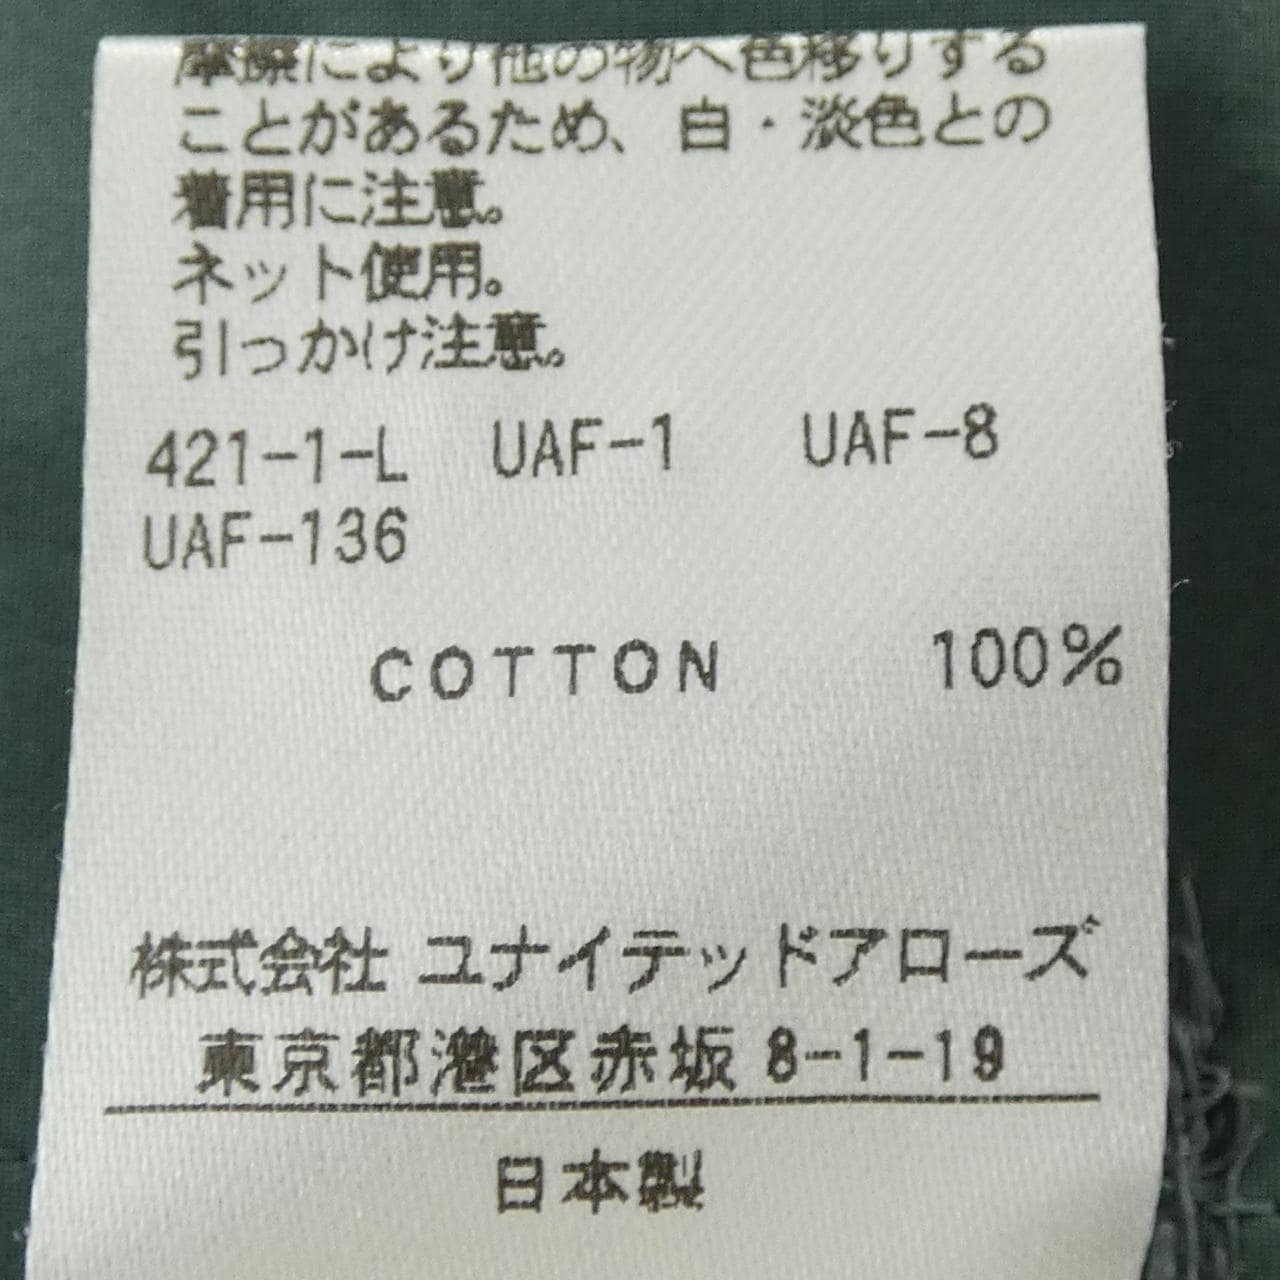 摩擦により他の物へ色移りする
ことがあるため、白・淡色との
着用に注意。
ネット使用。
引っかけ注意。
421-1-L UAF-1 UAF-8
UAF-136
COTTON 100%
株式会社 ユナイテッドアローズ
東京都港区赤坂 8-1-19
日本製